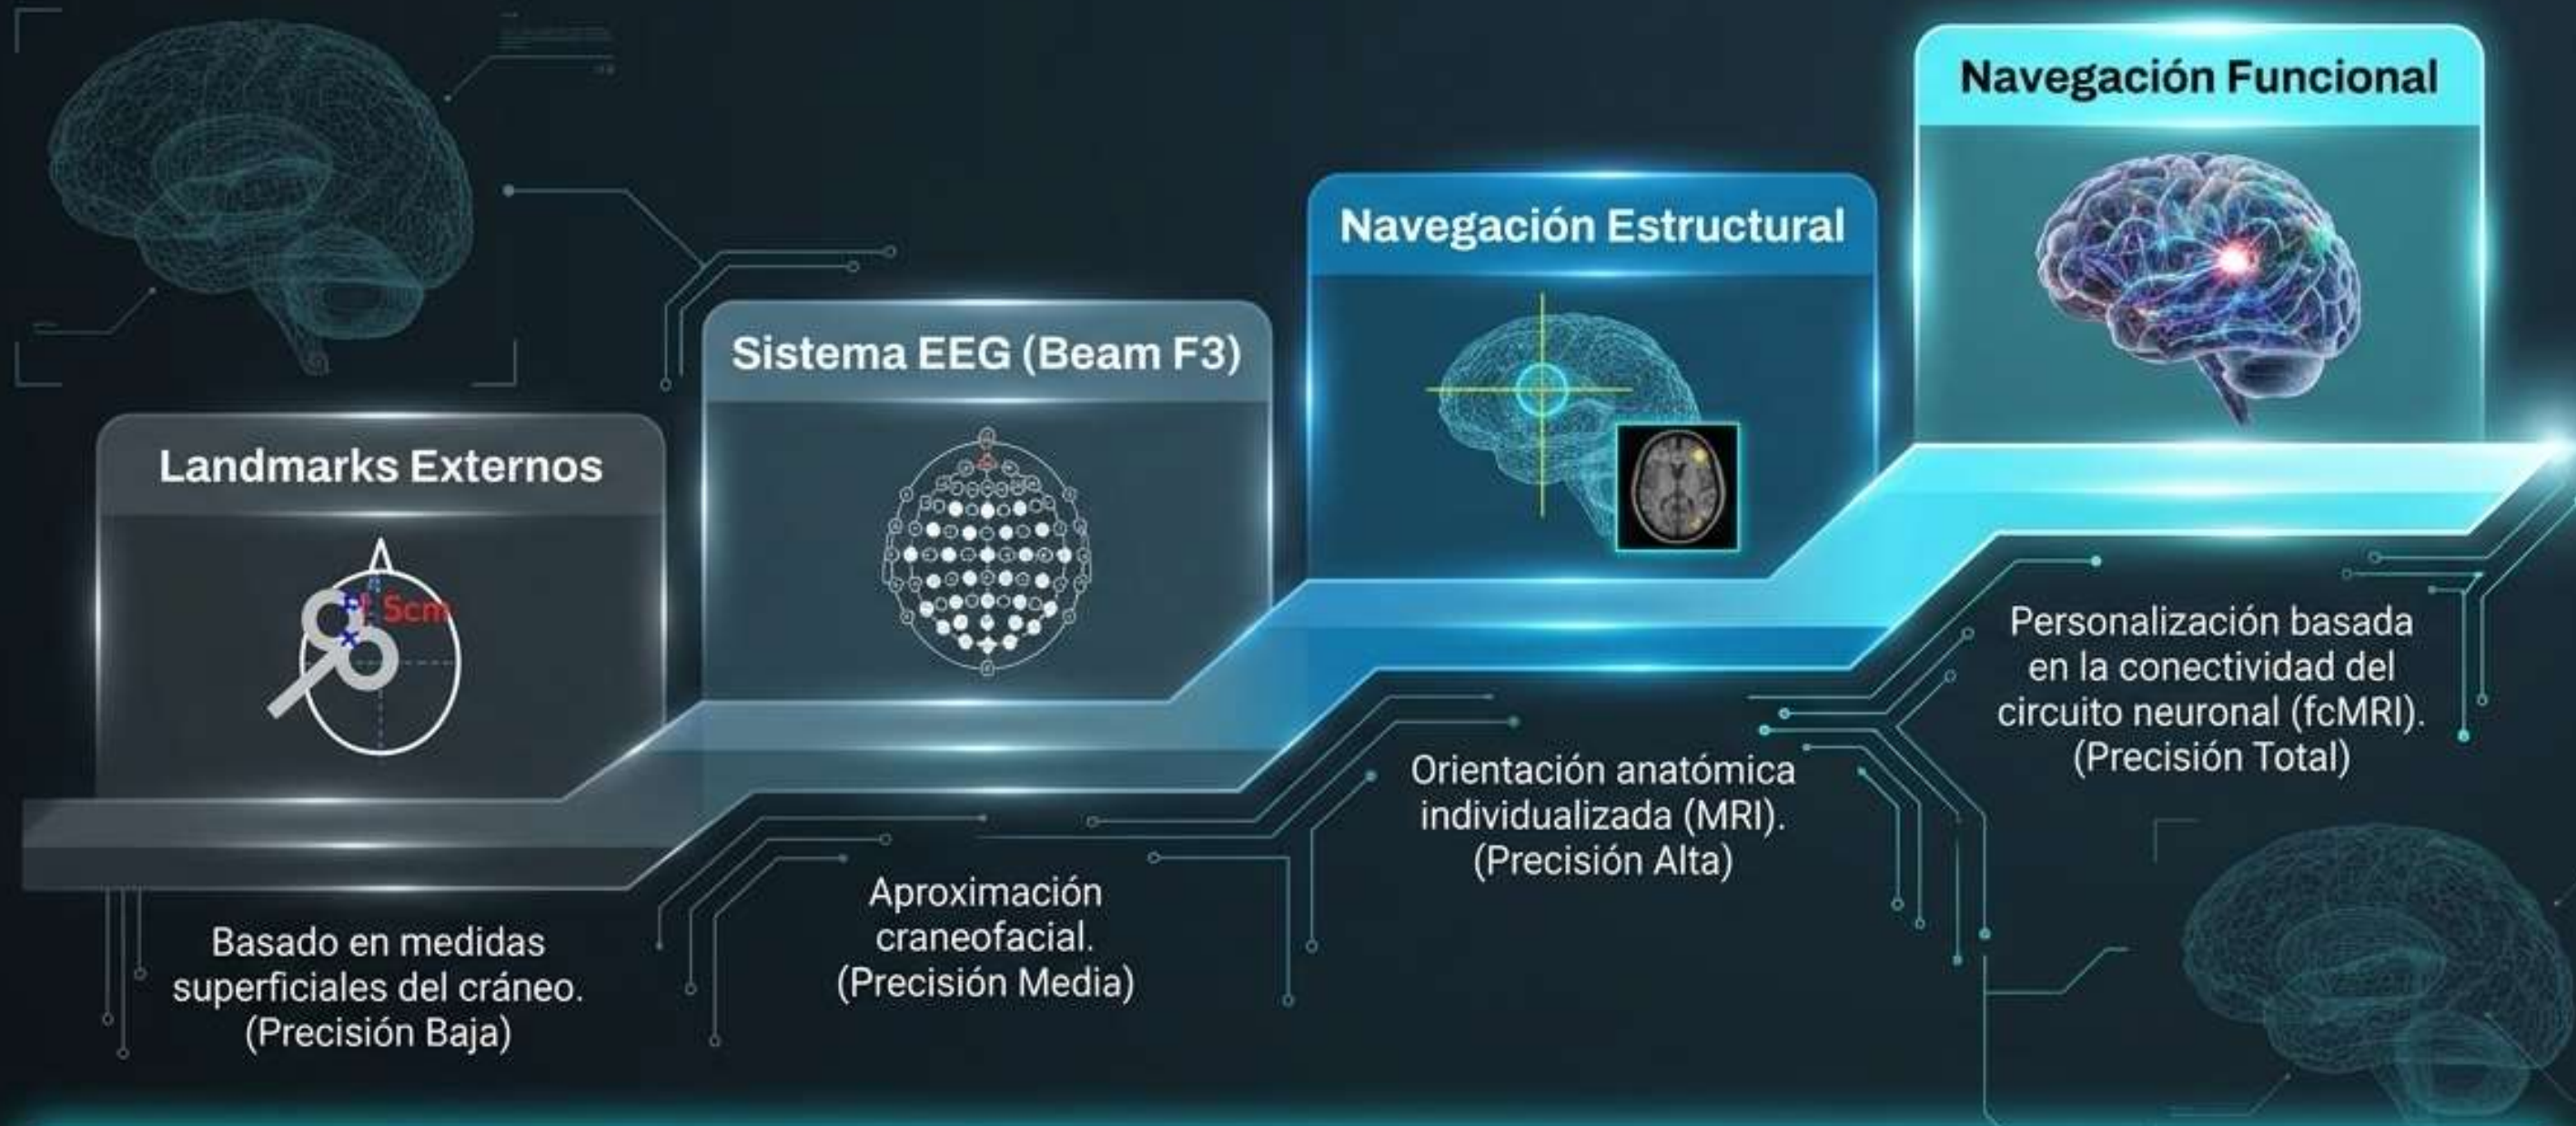 Landmarks Externos
5cm
Basado en medidas
superficiales del cráneo.
(Precisión Baja)
Sistema EEG (Beam F3)
Aproximación
craneofacial.
(Precisión Media)
Navegación Estructural
Orientación anatómica
individualizada (MRI).
(Precisión Alta)
Navegación Funcional
Personalización basada
en la conectividad del
circuito neuronal (fcMRI).
(Precisión Total)